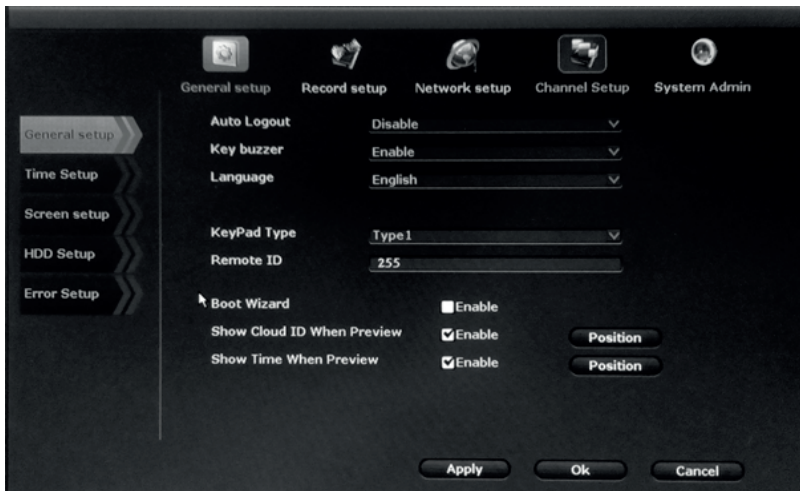 General setup Record setup Network setup Channel Setup System Admin
General setup
Time Setup
Screen setup
HDD Setup
Error Setup
Auto Logout Disable
Key buzzer Enable
Language English
KeyPad Type Type1
Remote ID 255
Boot Wizard Enable
Show Cloud ID When Preview Enable Position
Show Time When Preview Enable Position
Apply Ok Cancel